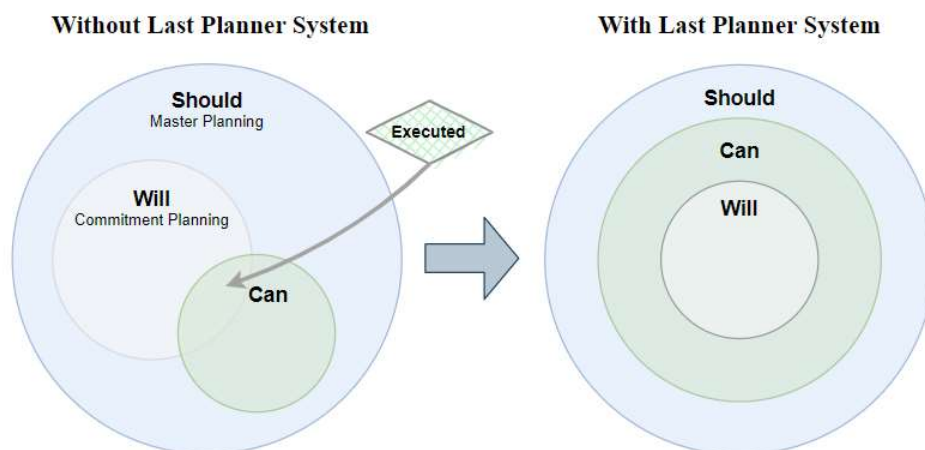 Without Last Planner System
With Last Planner System
Should
Master Planning
Executed
Will
Commitment Planning
Can
Should
Can
Will